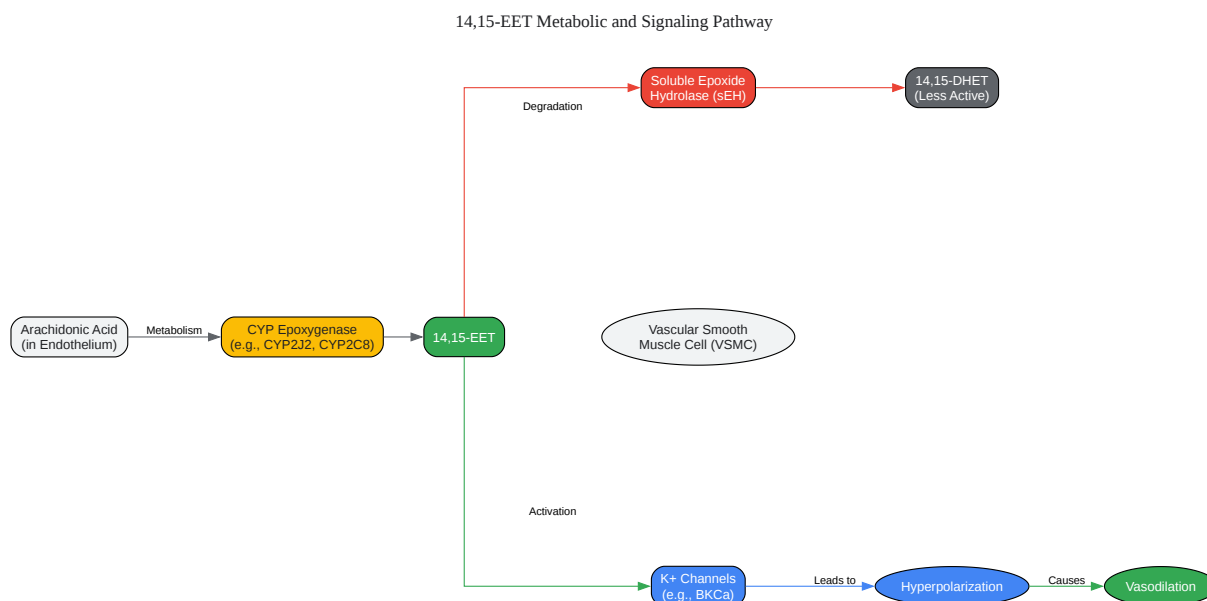 14,15-EET Metabolic and Signaling Pathway
Soluble Epoxide
Hydrolase (sEH)
14,15-DHET
(Less Active)
Degradation
Arachidonic Acid
(in Endothelium)
Metabolism
CYP Epoxygenase
(e.g., CYP2J2, CYP2C8)
14,15-EET
Vascular Smooth
Muscle Cell (VSMC)
Activation
K+ Channels
(e.g., BKCa)
Leads to
Hyperpolarization
Causes
Vasodilation